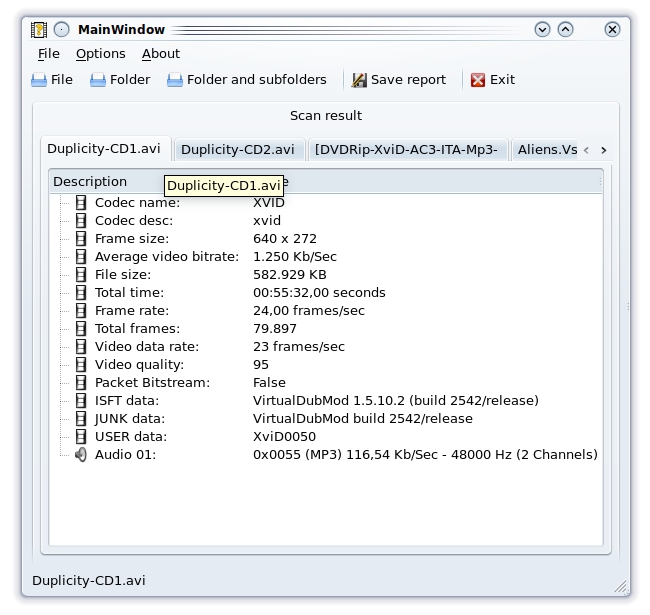 MainWindow
File Options About
File Folder Folder and subfolders Save report Exit
Scan result
Duplicity-CD1.avi Duplicity-CD2.avi [DVDRip-XviD-AC3-ITA-Mp3- Aliens.Vs
Description
Duplicity-CD1.avi
Codec name: XVID
Codec desc: xvid
Frame size: 640 x 272
Average video bitrate: 1.250 Kb/Sec
File size: 582.929 KB
Total time: 00:55:32,00 seconds
Frame rate: 24,00 frames/sec
Total frames: 79.897
Video data rate: 23 frames/sec
Video quality: 95
Packet Bitstream: False
ISFT data: VirtualDubMod 1.5.10.2 (build 2542/release)
JUNK data: VirtualDubMod build 2542/release
USER data: XviD0050
Audio 01: 0x0055 (MP3) 116,54 Kb/Sec - 48000 Hz (2 Channels)
Duplicity-CD1.avi